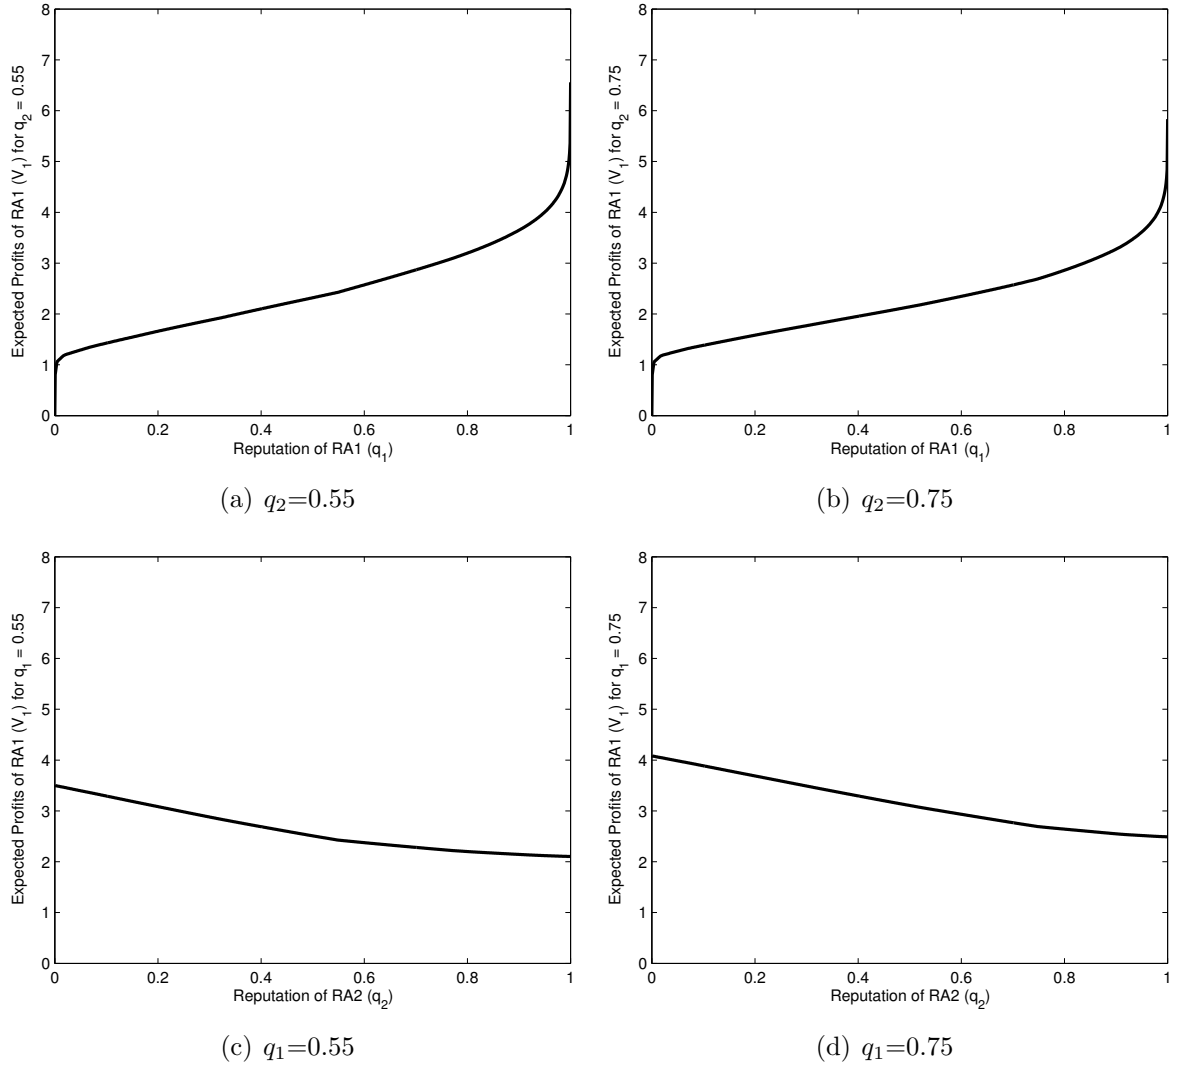 8
7
6
5
4
3
2
1
0
Expected Profits of RA1 (V₁) for q₂ = 0.55
0 0.2 0.4 0.6 0.8 1
Reputation of RA1 (q₁)
(a) q₂=0.55
8
7
6
5
4
3
2
1
0
Expected Profits of RA1 (V₁) for q₂ = 0.75
0 0.2 0.4 0.6 0.8 1
Reputation of RA1 (q₁)
(b) q₂=0.75
8
7
6
5
4
3
2
1
0
Expected Profits of RA1 (V₁) for q₁ = 0.55
0 0.2 0.4 0.6 0.8 1
Reputation of RA2 (q₂)
(c) q₁=0.55
8
7
6
5
4
3
2
1
0
Expected Profits of RA1 (V₁) for q₁ = 0.75
0 0.2 0.4 0.6 0.8 1
Reputation of RA2 (q₂)
(d) q₁=0.75